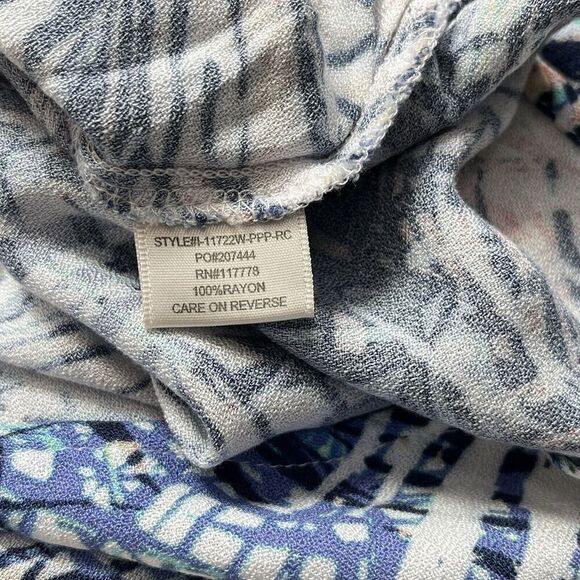 STYLE#I-11722W-PPP-RC
PO#207444
RN#117778
100%RAYON
CARE ON REVERSE